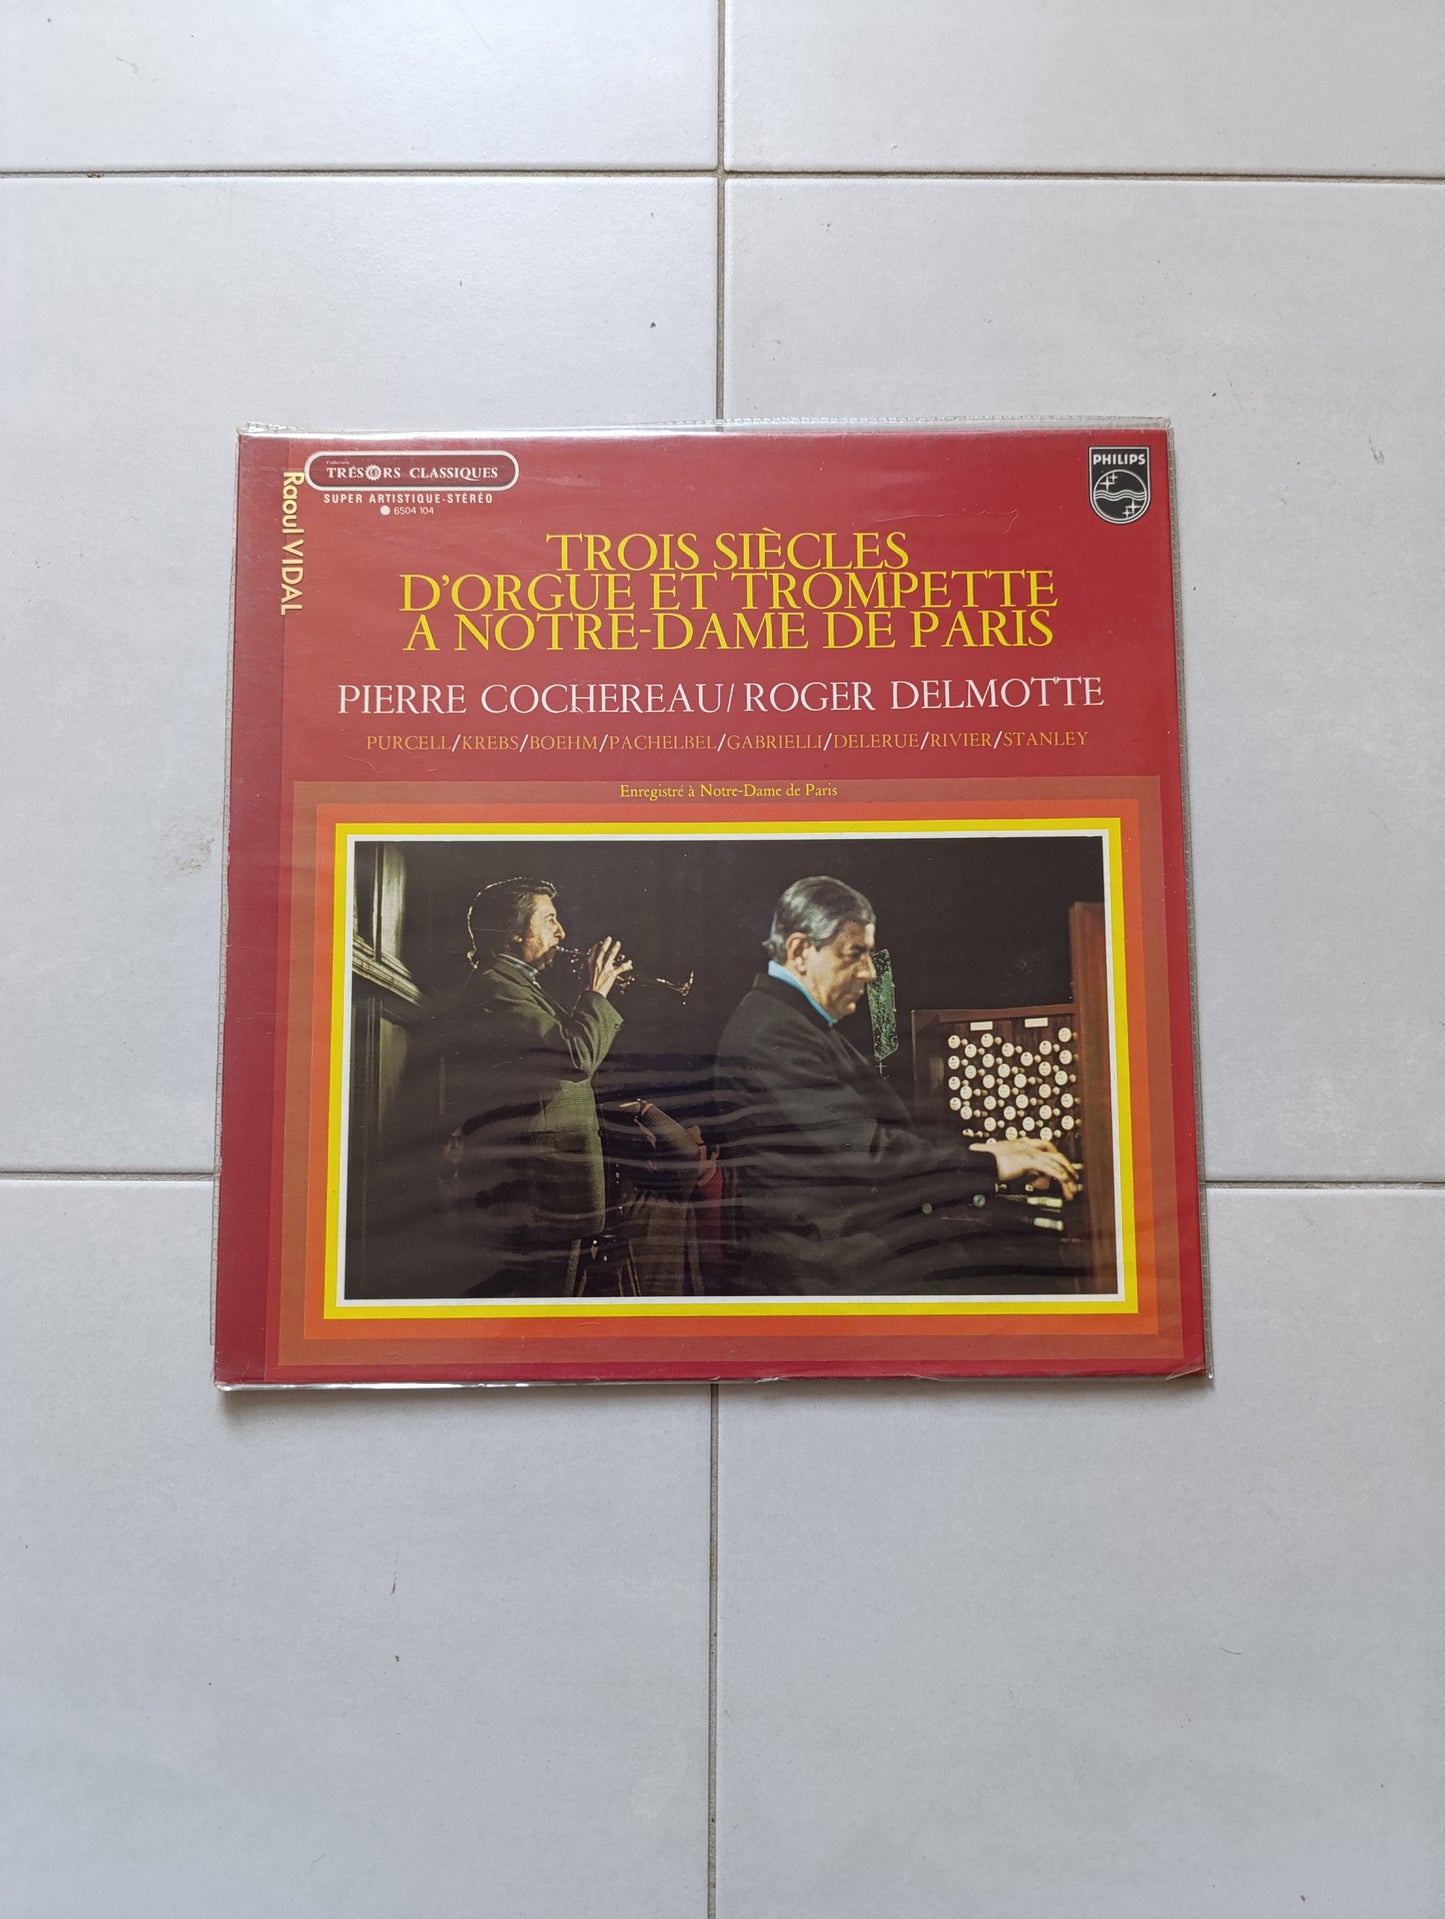 Collection
TRÉSORS CLASSIQUES
SUPER ARTISTIQUE-STÉRÉO
6504 104
Raoul VIDAL
PHILIPS
TROIS SIÈCLES
D'ORGUE ET TROMPETTE
A NOTRE-DAME DE PARIS
PIERRE COCHEREAU/ROGER DELMOTTE
PURCELL/KREBS/BOEHM/PACHELBEL/GABRIELLI/DELERUE/RIVIER/STANLEY
Enregistré à Notre-Dame de Paris